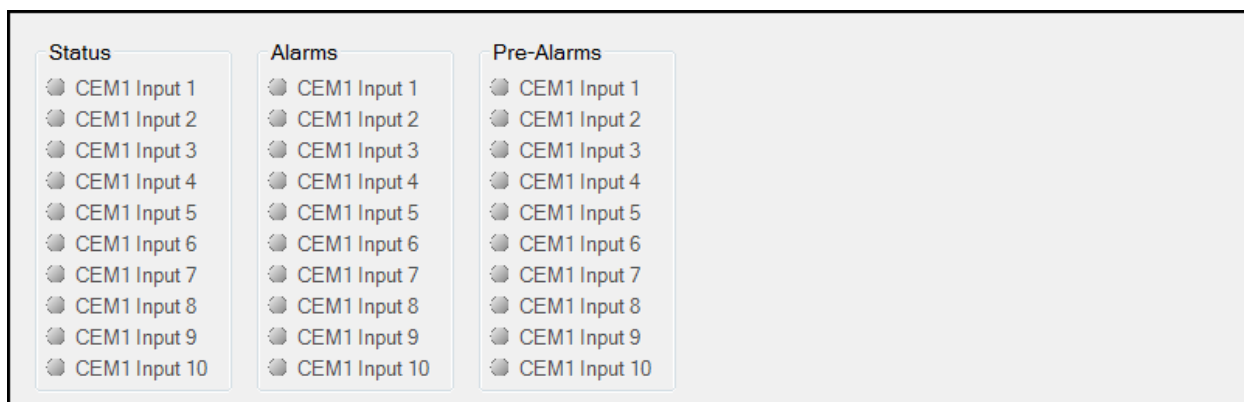 Status
CEM1 Input 1
CEM1 Input 2
CEM1 Input 3
CEM1 Input 4
CEM1 Input 5
CEM1 Input 6
CEM1 Input 7
CEM1 Input 8
CEM1 Input 9
CEM1 Input 10
Alarms
CEM1 Input 1
CEM1 Input 2
CEM1 Input 3
CEM1 Input 4
CEM1 Input 5
CEM1 Input 6
CEM1 Input 7
CEM1 Input 8
CEM1 Input 9
CEM1 Input 10
Pre-Alarms
CEM1 Input 1
CEM1 Input 2
CEM1 Input 3
CEM1 Input 4
CEM1 Input 5
CEM1 Input 6
CEM1 Input 7
CEM1 Input 8
CEM1 Input 9
CEM1 Input 10